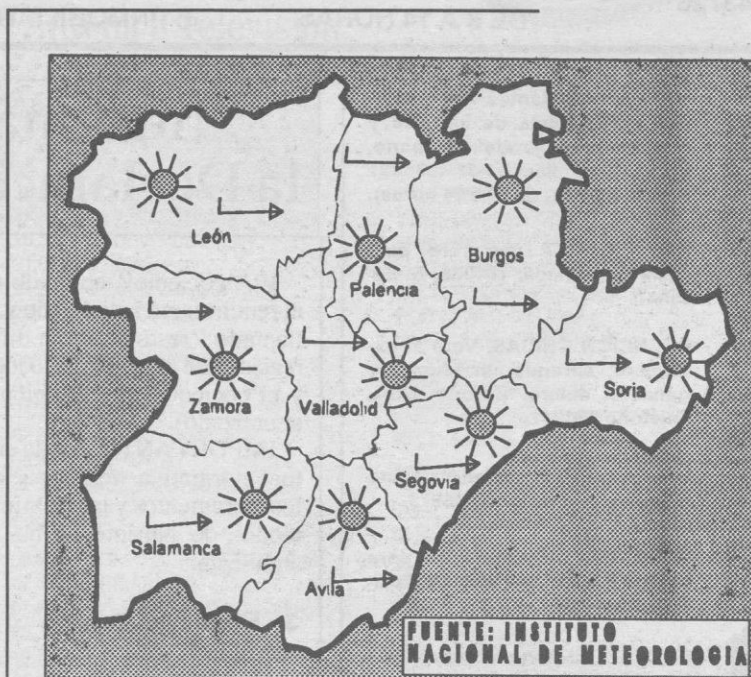 León
Burgos
Palencia
Soria
Zamora
Valladolid
Segovia
Salamanca
Avila
FUENTE: INSTITUTO
NACIONAL DE METEOROLOGIA